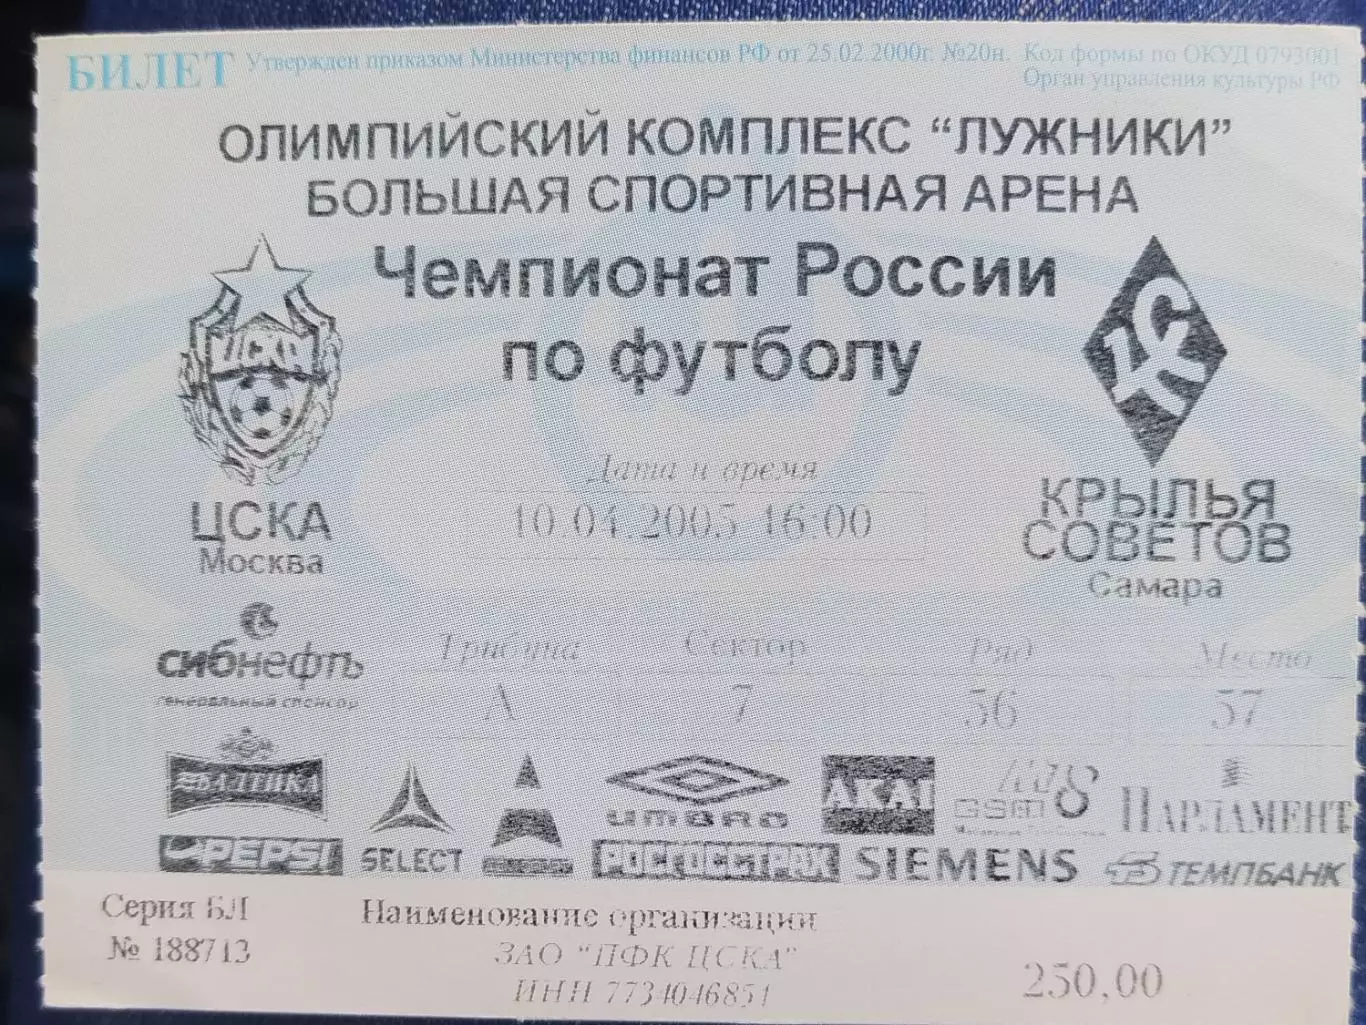 БИЛЕТ Утвержден приказом Министерства финансов РФ от 25.02.2000г. №20н. Код формы по ОКУД 0793001
Орган управления культуры РФ
ОЛИМПИЙСКИЙ КОМПЛЕКС “ЛУЖНИКИ”
БОЛЬШАЯ СПОРТИВНАЯ АРЕНА
Чемпионат России
по футболу
ЦСКА
Дата и время
10.04.2005 16:00
ЦСКА
Москва
КРЫЛЬЯ
СОВЕТОВ
Самара
СИБНЕФТЬ
генеральный спонсор
Трибуна Сектор Ряд Место
А 7 36 37
БАЛТИКА
UMBRO
AKAI
GSM
ПАРЛАМЕНТ
PEPSI
SELECT
РОСГОССТРАХ
SIEMENS
ТЕМПБАНК
Серия БЛ
№ 188713
Наименование организации
ЗАО “ПФК ЦСКА”
ИНН 7734046851
250,00